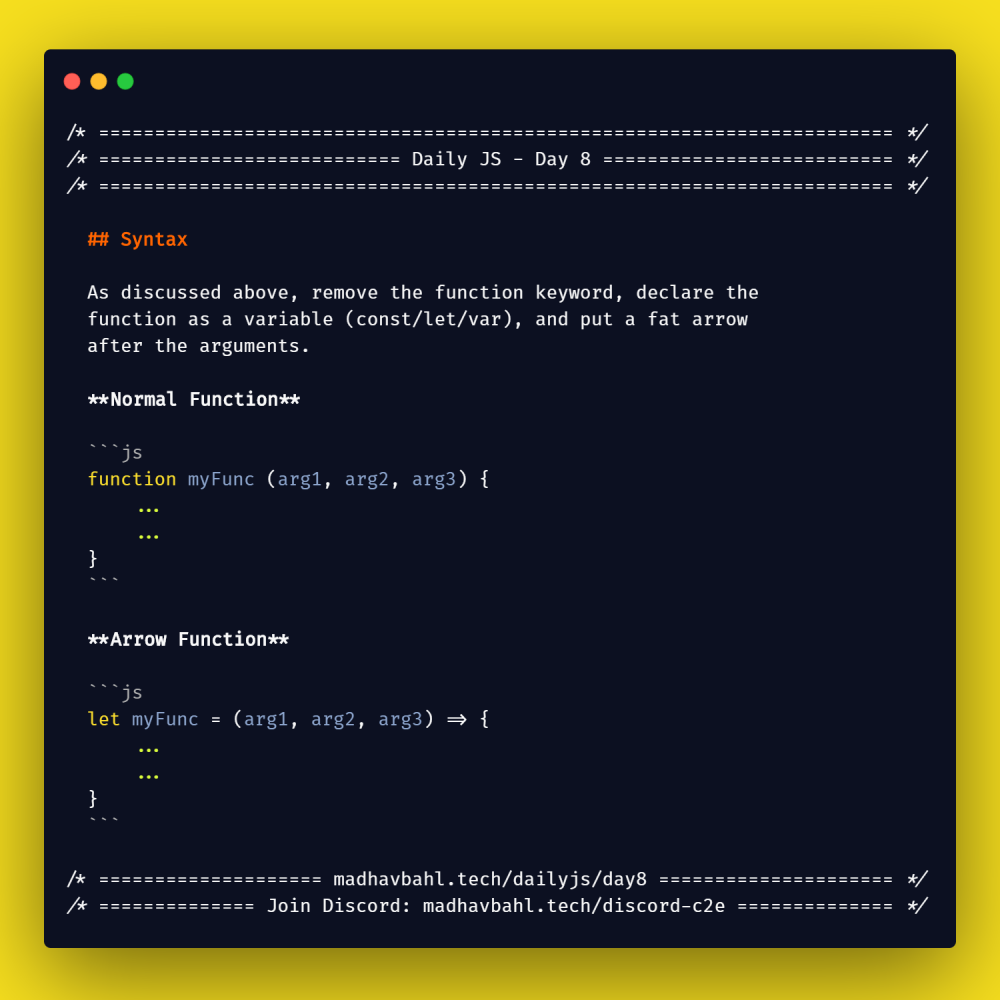 /* ======================================================================= */
/* =========================== Daily JS - Day 8 ========================== */
/* ======================================================================= */
## Syntax
As discussed above, remove the function keyword, declare the
function as a variable (const/let/var), and put a fat arrow
after the arguments.
**Normal Function**
```js
function myFunc (arg1, arg2, arg3) {
...
...
}
```
**Arrow Function**
```js
let myFunc = (arg1, arg2, arg3) => {
...
...
}
```
/* ==================== madhavbahl.tech/dailyjs/day8 ===================== */
/* ============== Join Discord: madhavbahl.tech/discord-c2e ============== */